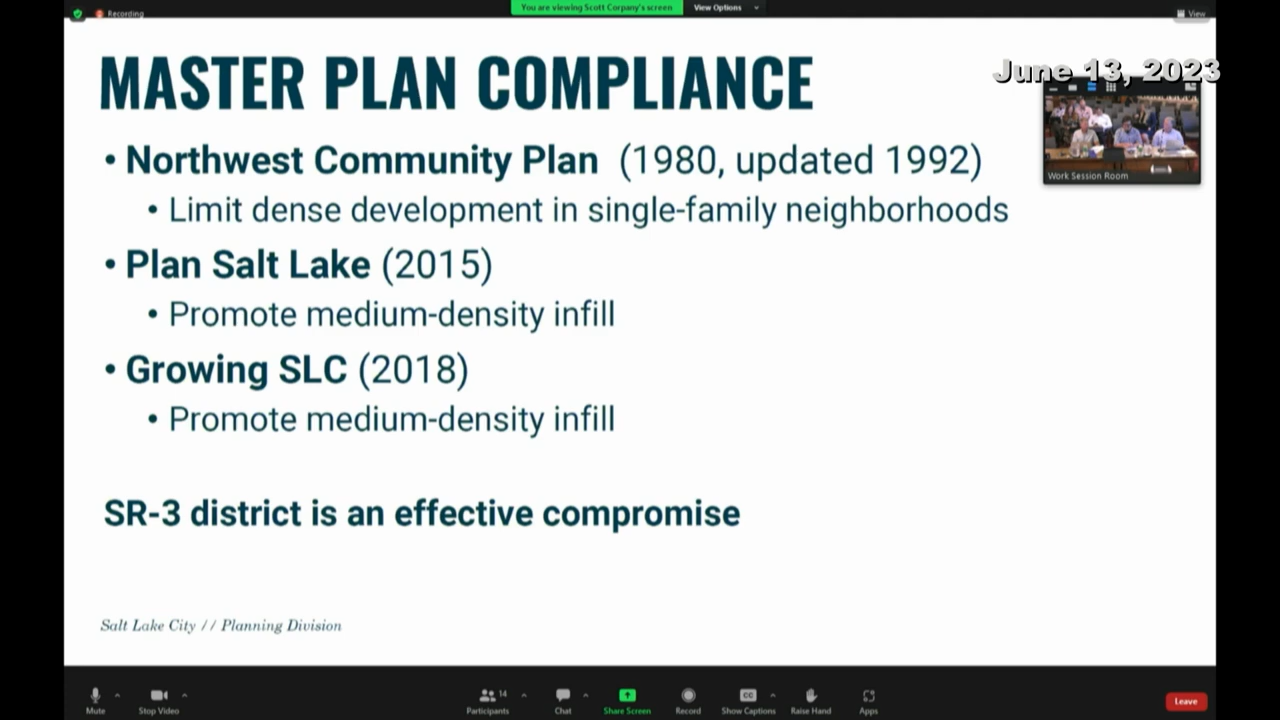 Recording
You are viewing Scott Corpany's screen
View Options
View
MASTER PLAN COMPLIANCE
June 13, 2023
• Northwest Community Plan (1980, updated 1992)
• Limit dense development in single-family neighborhoods
Work Session Room
• Plan Salt Lake (2015)
• Promote medium-density infill
• Growing SLC (2018)
• Promote medium-density infill
SR-3 district is an effective compromise
Salt Lake City // Planning Division
Mute
Stop Video
Participants
14
Chat
Share Screen
Record
CC
Show Captions
Raise Hand
Apps
Leave